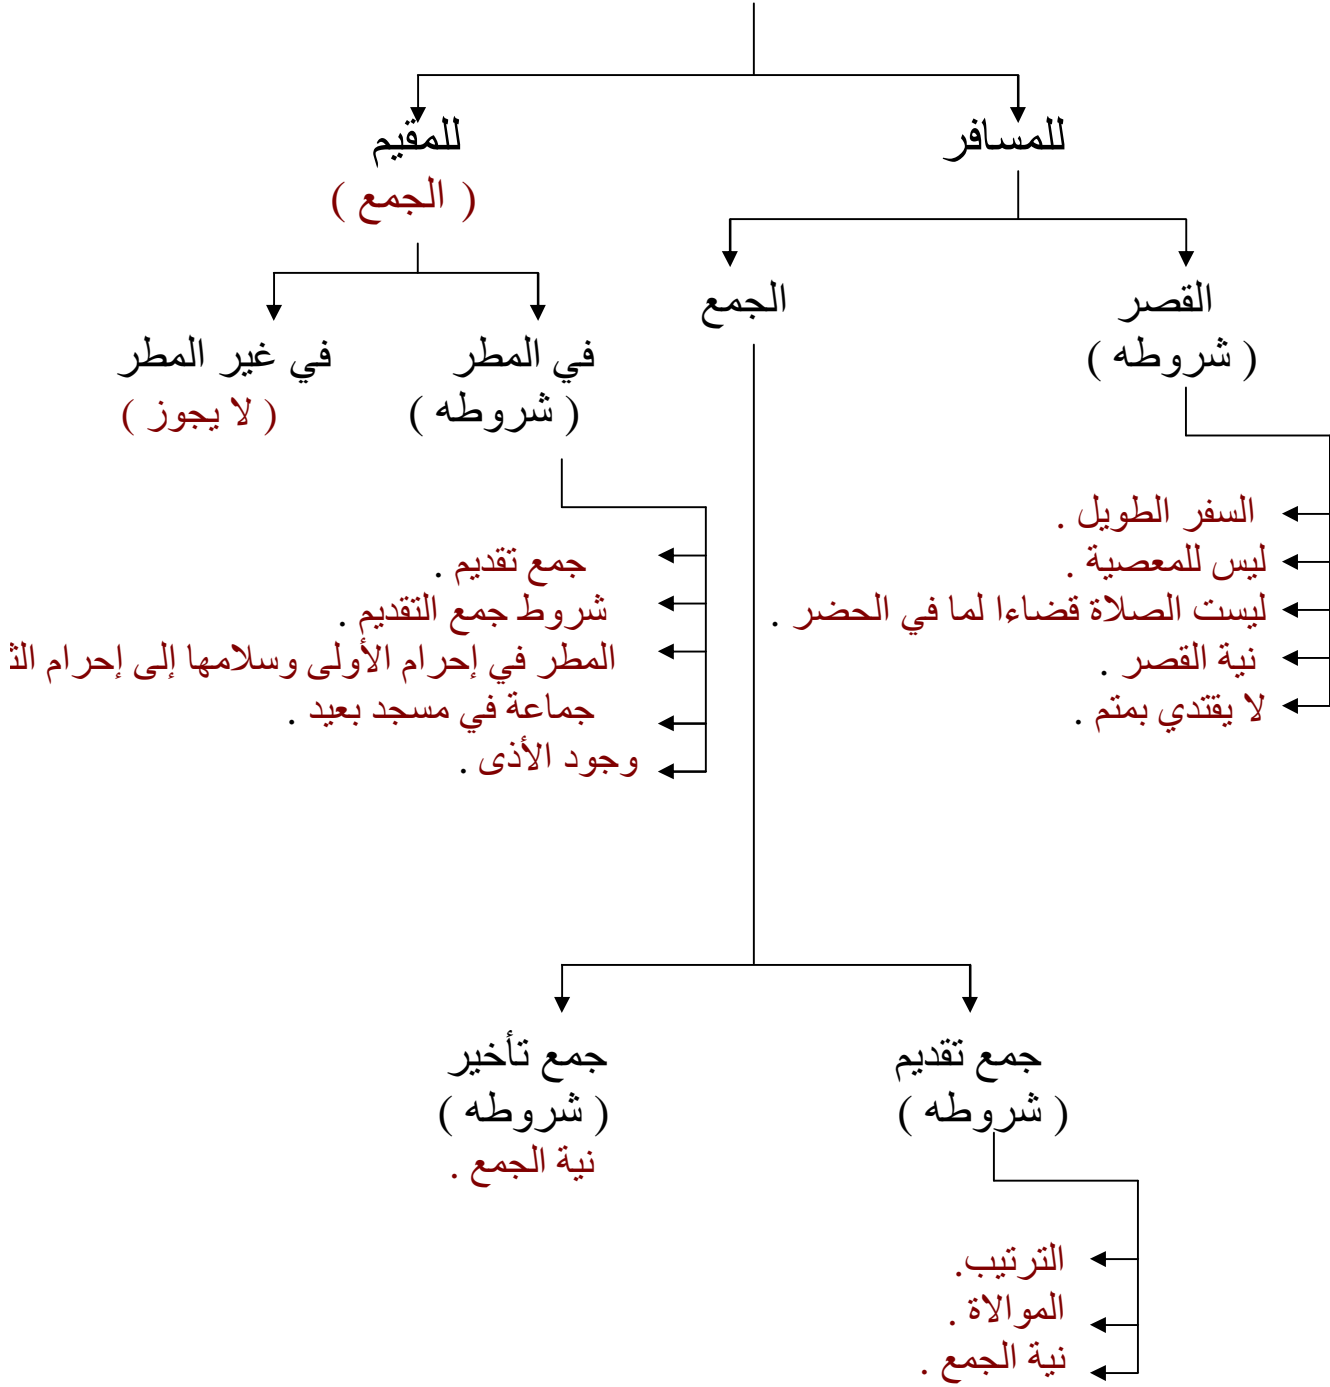 للمسافر
للمقيم
( الجمع )
القصر
( شروطه )
الجمع
في المطر
( شروطه )
في غير المطر
( لا يجوز )
السفر الطويل .
ليس للمعصية .
ليست الصلاة قضاءا لما في الحضر .
نية القصر .
لا يقتدي بمتم .
جمع تقديم .
شروط جمع التقديم .
المطر في إحرام الأولى وسلامها إلى إحرام
جماعة في مسجد بعيد .
وجود الأذى .
جمع تقديم
( شروطه )
جمع تأخير
( شروطه )
نية الجمع .
الترتيب.
الموالاة .
نية الجمع .